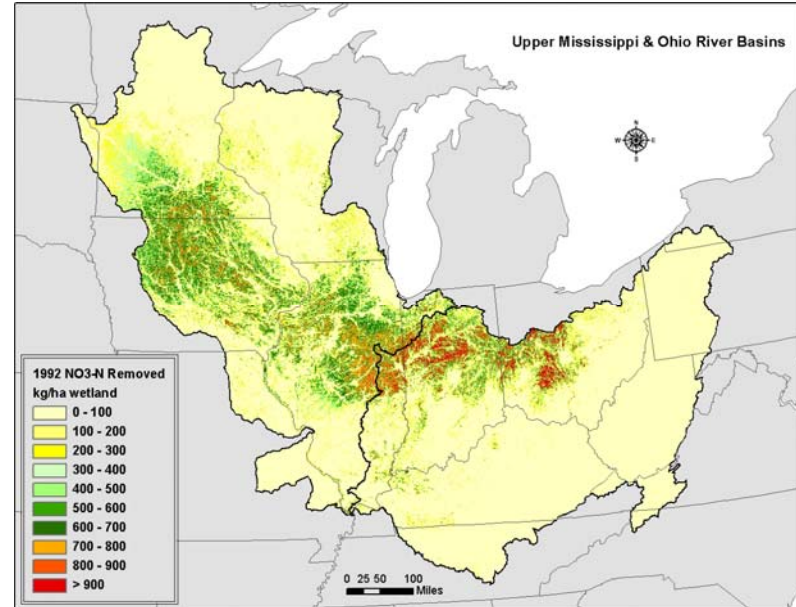 Upper Mississippi & Ohio River Basins
N
W E
S
1992 NO3-N Removed
kg/ha wetland
0 - 100
100 - 200
200 - 300
300 - 400
400 - 500
500 - 600
600 - 700
700 - 800
800 - 900
> 900
0 25 50 100
Miles